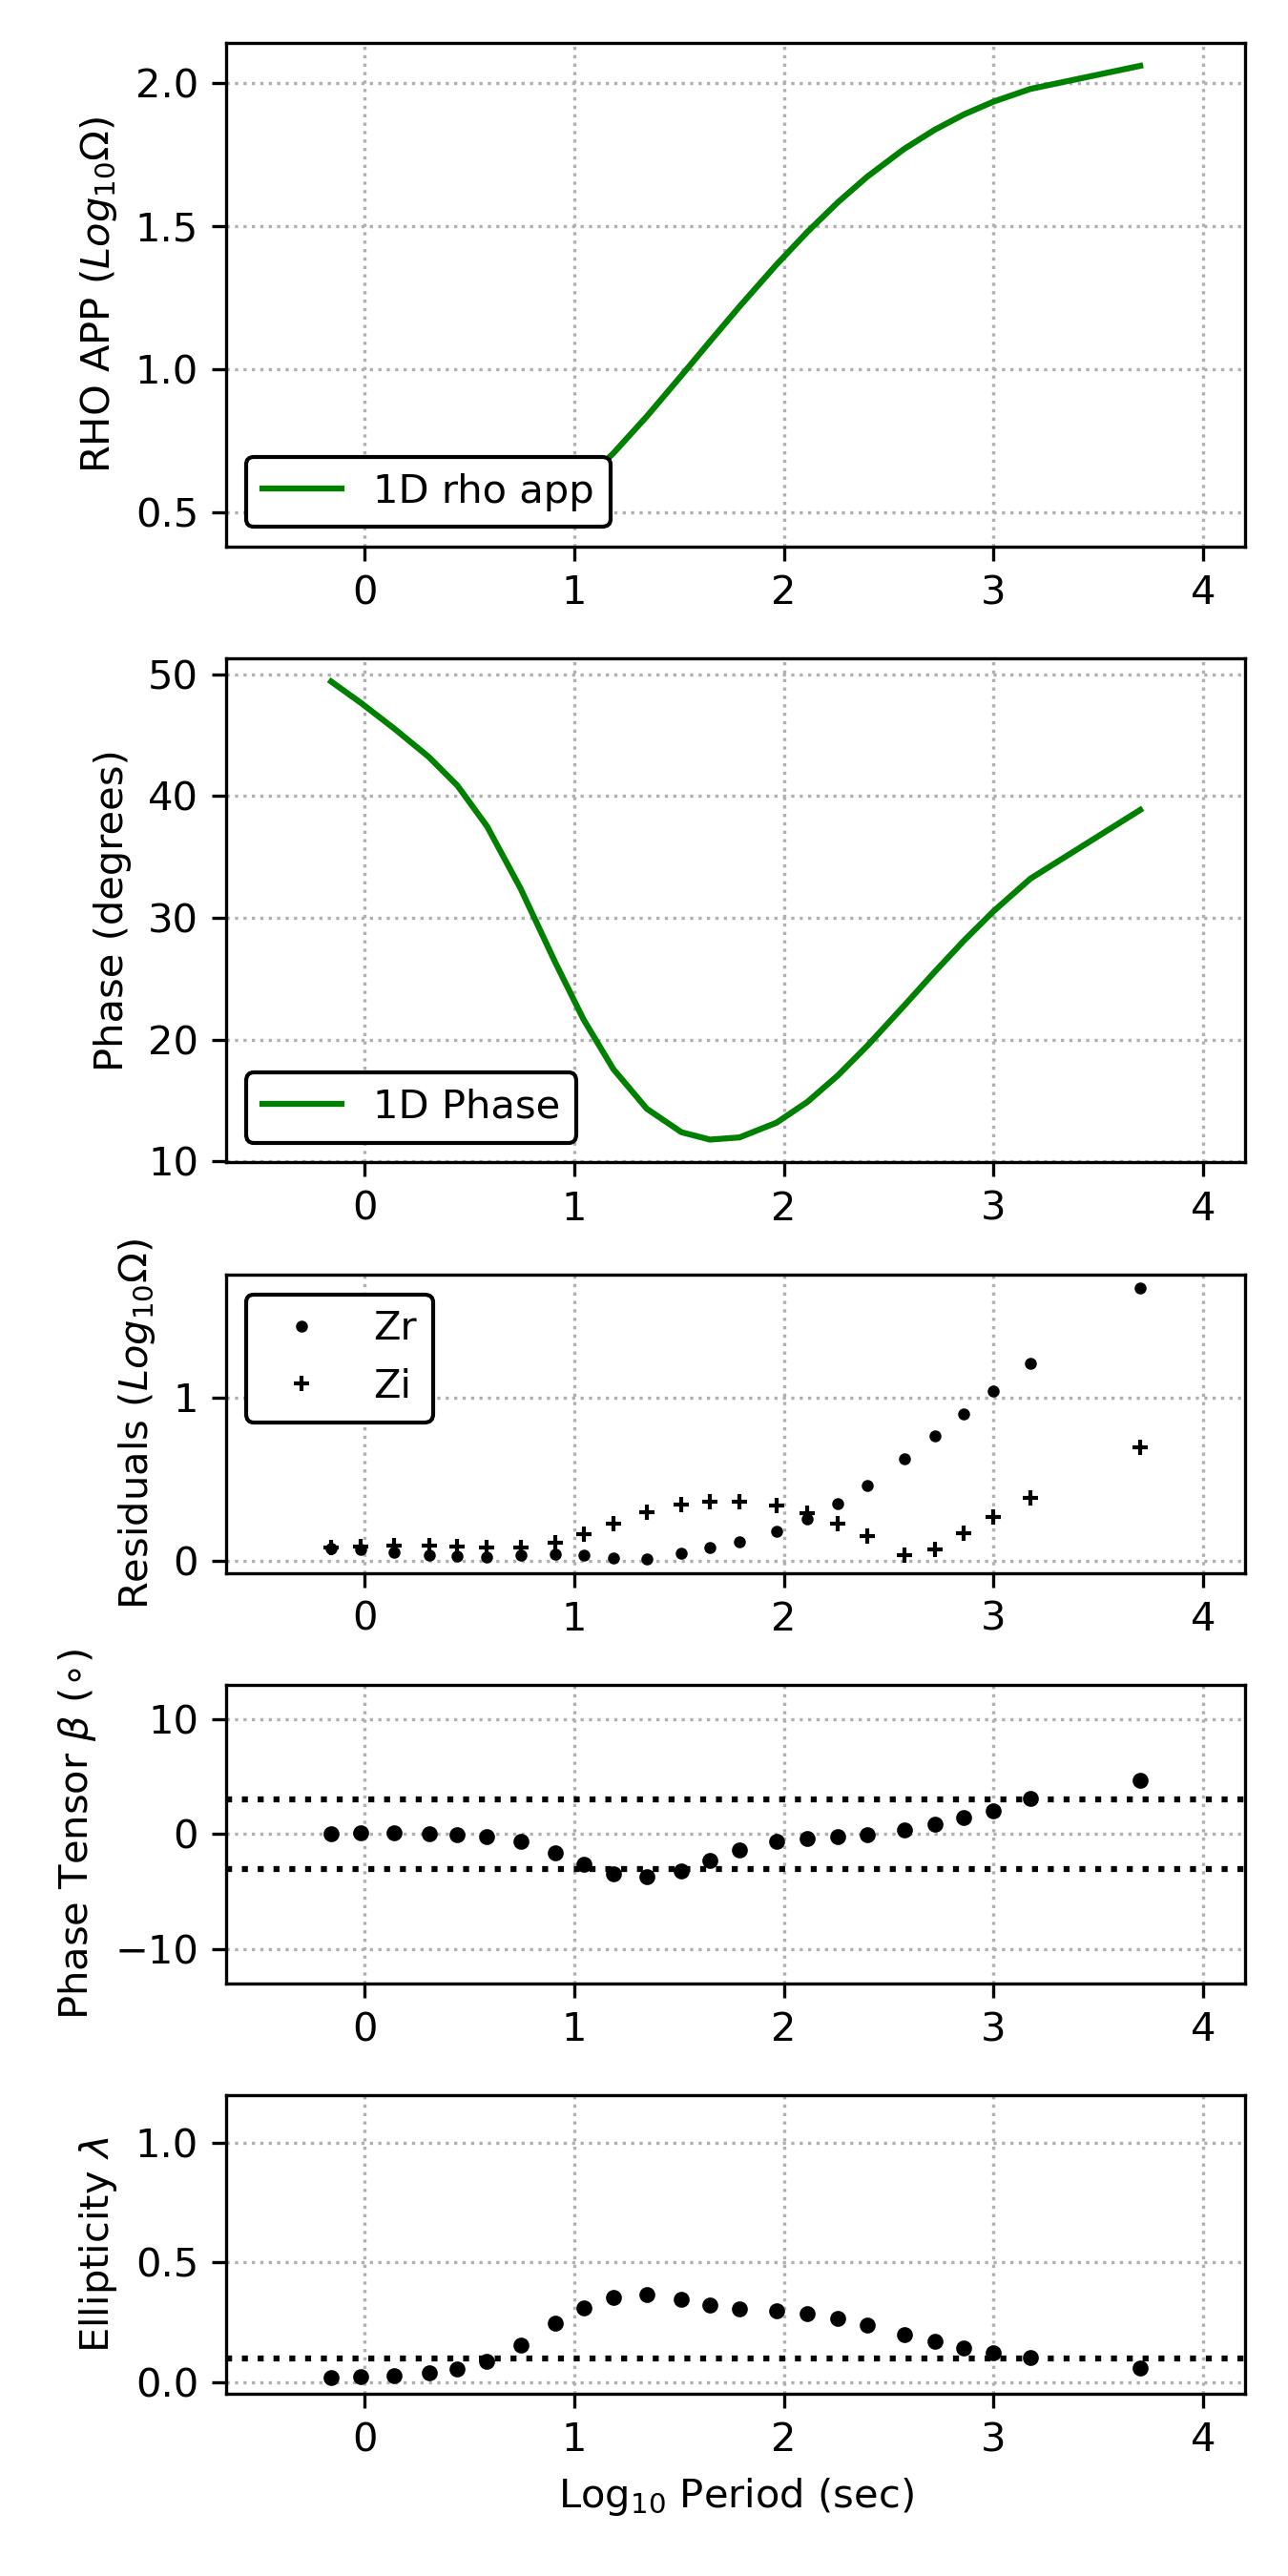 2.0
1.5
1.0
0.5
RHO APP (Log₁₀Ω)
1D rho app
0 1 2 3 4
50
40
30
20
10
Phase (degrees)
1D Phase
0 1 2 3 4
1
0
Residuals (Log₁₀Ω)
Zr
Zi
0 1 2 3 4
10
0
−10
Phase Tensor β (∘)
0 1 2 3 4
1.0
0.5
0.0
Ellipticity λ
0 1 2 3 4
Log₁₀ Period (sec)